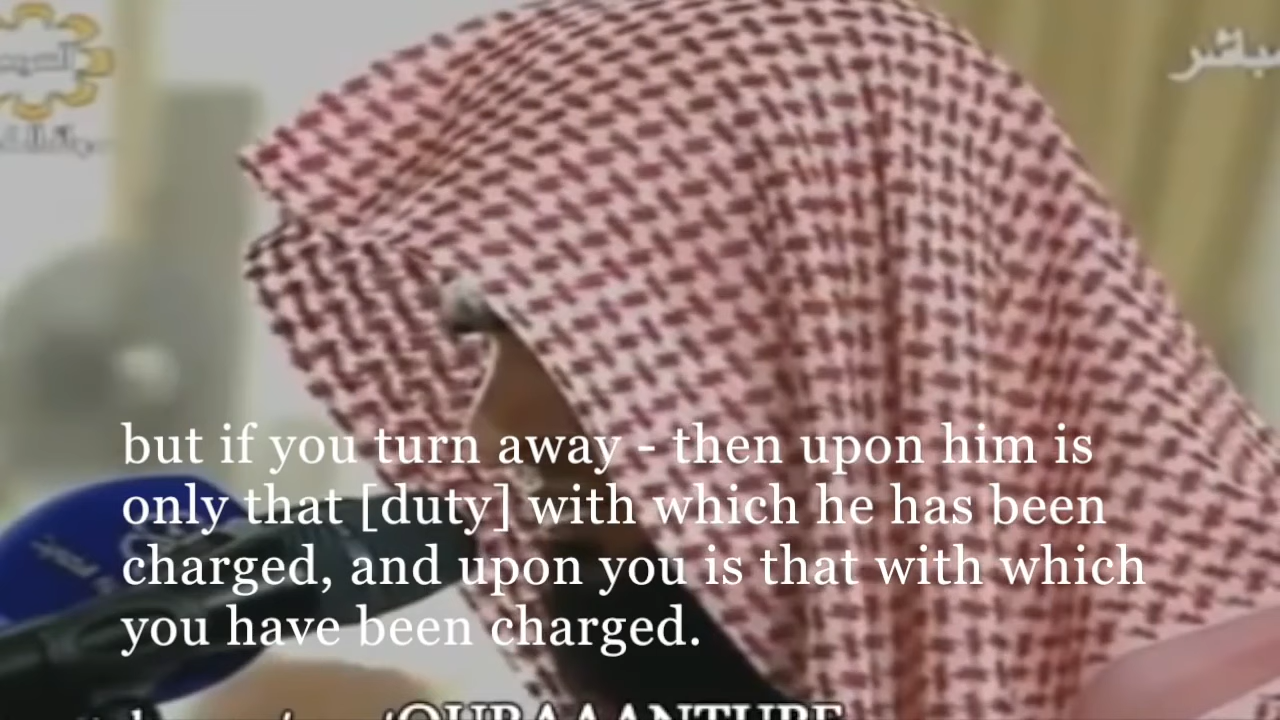 مباشر
but if you turn away - then upon him is
only that [duty] with which he has been
charged, and upon you is that with which
you have been charged.
QURAAANTUBE